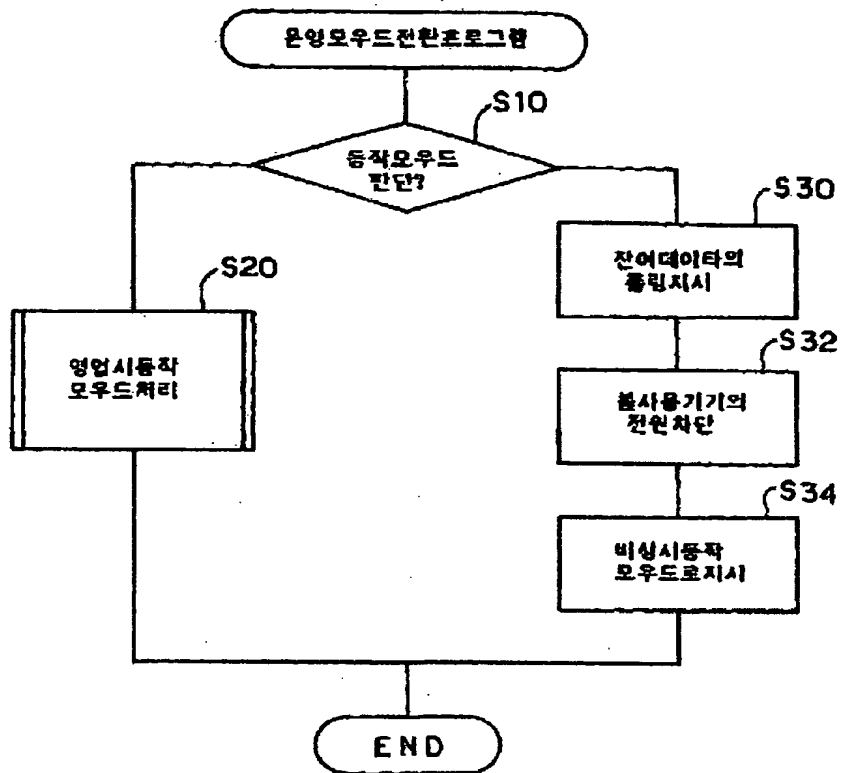 운영모우드전환프로그램
S10
동작모우드
판단?
S30
잔여데이타의
폴링지시
S20
영업시동작
모우드처리
S32
불사용기기의
전원차단
S34
비상시동작
모우드로지시
END